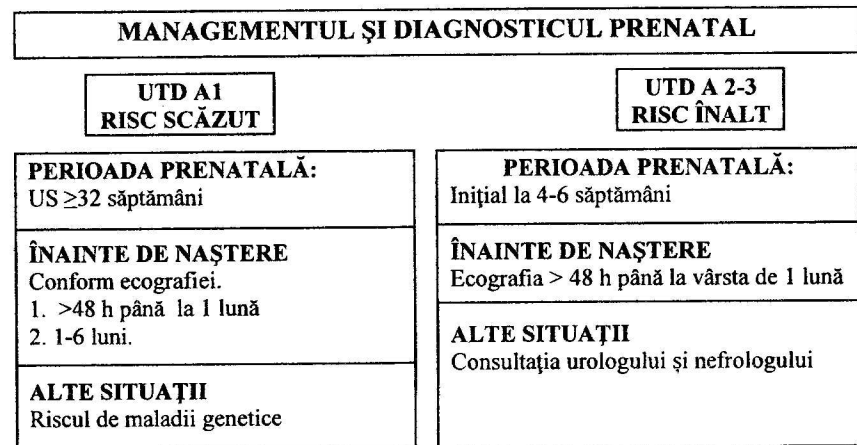 MANAGEMENTUL ŞI DIAGNOSTICUL PRENATAL
UTD A1
RISC SCĂZUT
UTD A 2-3
RISC ÎNALT
PERIOADA PRENATALĂ:
US ≥32 săptămâni
ÎNAINTE DE NAŞTERE
Conform ecografiei.
1. >48 h până la 1 lună
2. 1-6 luni.
ALTE SITUAŢII
Riscul de maladii genetice
PERIOADA PRENATALĂ:
Iniţial la 4-6 săptămâni
ÎNAINTE DE NAŞTERE
Ecografia > 48 h până la vârsta de 1 lună
ALTE SITUAŢII
Consultaţia urologului şi nefrologului